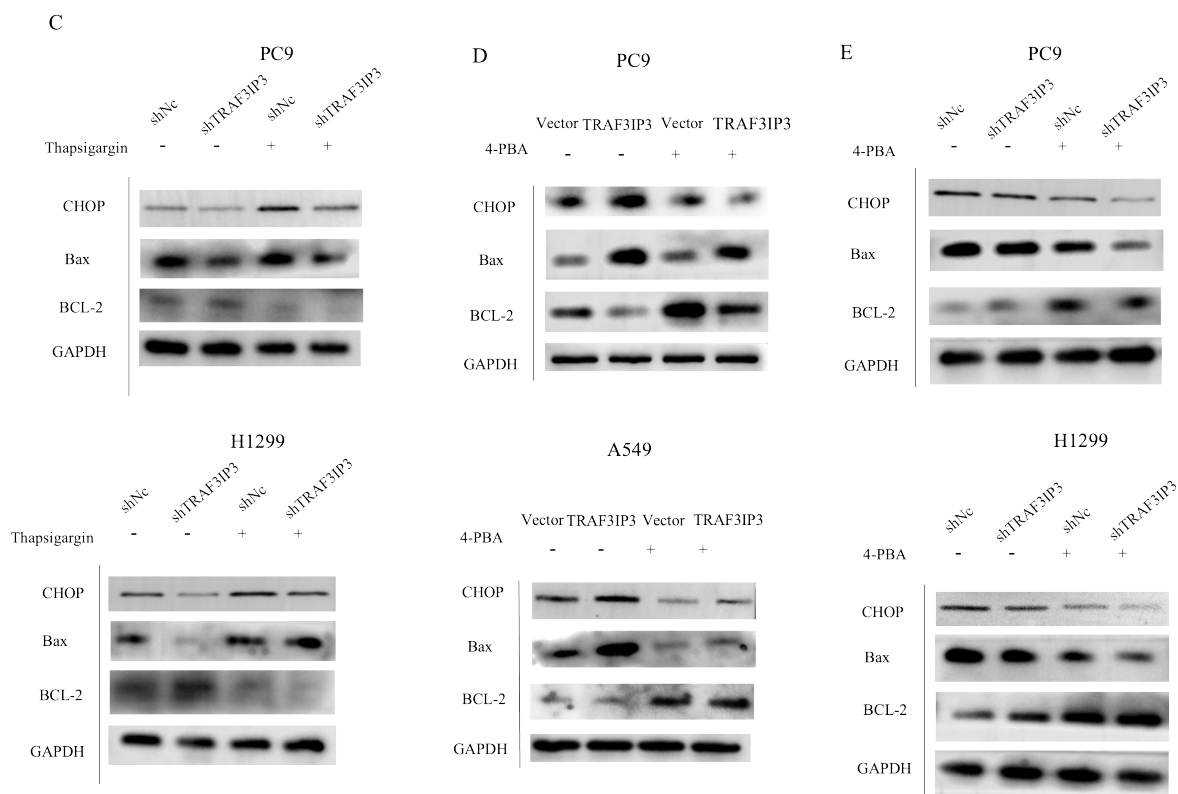 C
PC9
shNc shTRAF3IP3 shNc shTRAF3IP3
Thapsigargin - - + +
CHOP
Bax
BCL-2
GAPDH
H1299
shNc shTRAF3IP3 shNc shTRAF3IP3
Thapsigargin - - + +
CHOP
Bax
BCL-2
GAPDH
D
PC9
Vector TRAF3IP3 Vector TRAF3IP3
4-PBA - - + +
CHOP
Bax
BCL-2
GAPDH
A549
Vector TRAF3IP3 Vector TRAF3IP3
4-PBA - - + +
CHOP
Bax
BCL-2
GAPDH
E
PC9
shNc shTRAF3IP3 shNc shTRAF3IP3
4-PBA - - + +
CHOP
Bax
BCL-2
GAPDH
H1299
shNc shTRAF3IP3 shNc shTRAF3IP3
4-PBA - - + +
CHOP
Bax
BCL-2
GAPDH